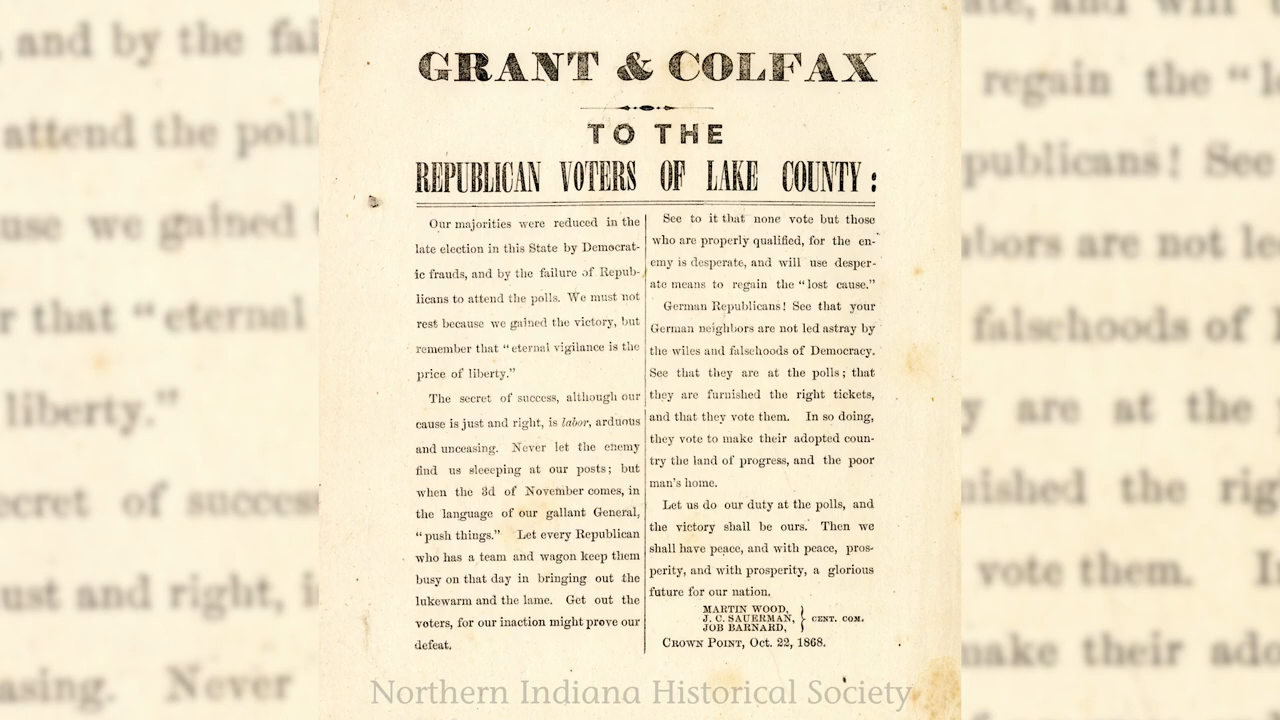 GRANT & COLFAX
TO THE
REPUBLICAN VOTERS OF LAKE COUNTY:
Our majorities were reduced in the
late election in this State by Democrat-
ic frauds, and by the failure of Repub-
licans to attend the polls. We must not
rest because we gained the victory, but
remember that "eternal vigilance is the
price of liberty."
The secret of success, although our
cause is just and right, is labor, arduous
and unceasing. Never let the enemy
find us sleeeping at our posts; but
when the 3d of November comes, in
the language of our gallant General,
"push things." Let every Republican
who has a team and wagon keep them
busy on that day in bringing out the
lukewarm and the lame. Get out the
voters, for our inaction might prove our
defeat.
See to it that none vote but those
who are properly qualified, for the en-
emy is desperate, and will use desper-
ate means to regain the "lost cause."
German Republicans! See that your
German neighbors are not led astray by
the wiles and falsehoods of Democracy.
See that they are at the polls; that
they are furnished the right tickets,
and that they vote them. In so doing,
they vote to make their adopted coun-
try the land of progress, and the poor
man's home.
Let us do our duty at the polls, and
the victory shall be ours. Then we
shall have peace, and with peace, pros-
perity, and with prosperity, a glorious
future for our nation.
MARTIN WOOD,
J. C. SAUERMAN, } CENT. COM.
JOB BARNARD,
CROWN POINT, Oct. 22, 1868.
Northern Indiana Historical Society